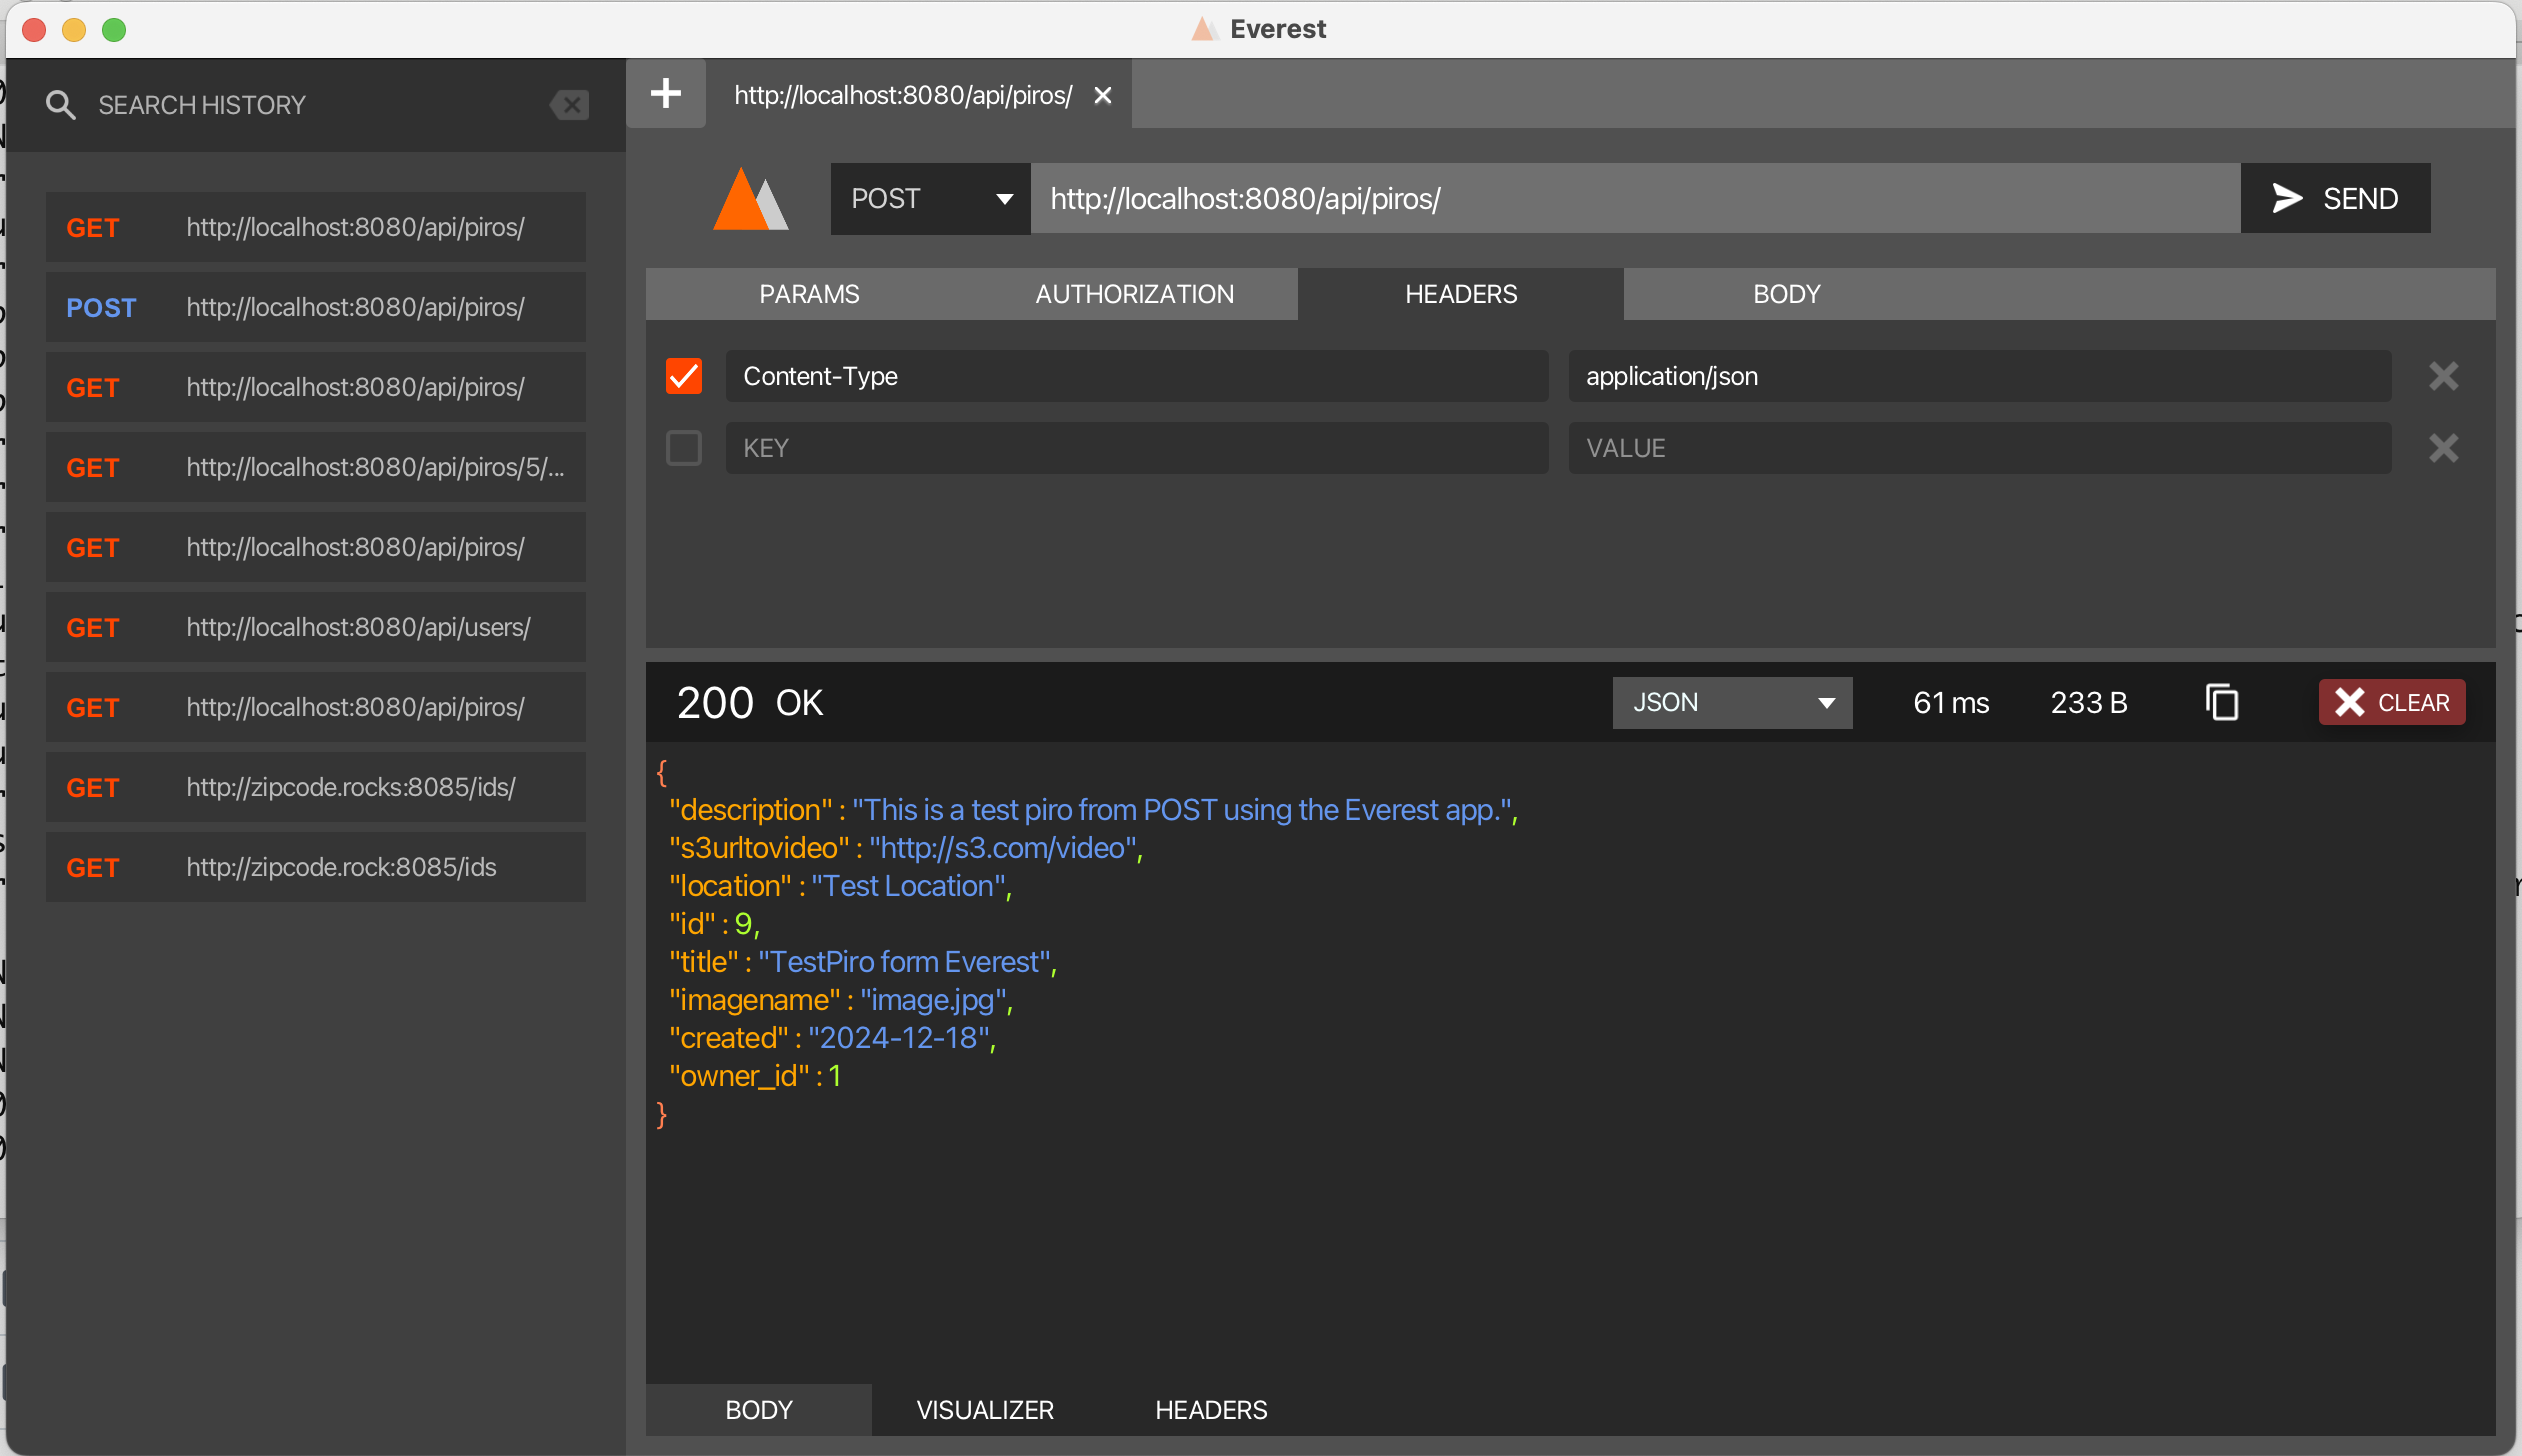 Everest
SEARCH HISTORY
GET http://localhost:8080/api/piros/
POST http://localhost:8080/api/piros/
GET http://localhost:8080/api/piros/
GET http://localhost:8080/api/piros/5/...
GET http://localhost:8080/api/piros/
GET http://localhost:8080/api/users/
GET http://localhost:8080/api/piros/
GET http://zipcode.rocks:8085/ids/
GET http://zipcode.rock:8085/ids
http://localhost:8080/api/piros/
POST http://localhost:8080/api/piros/ SEND
PARAMS AUTHORIZATION HEADERS BODY
Content-Type application/json
KEY VALUE
200 OK JSON 61 ms 233 B CLEAR
{
"description" : "This is a test piro from POST using the Everest app.",
"s3urltovideo" : "http://s3.com/video",
"location" : "Test Location",
"id" : 9,
"title" : "TestPiro form Everest",
"imagename" : "image.jpg",
"created" : "2024-12-18",
"owner_id" : 1
}
BODY VISUALIZER HEADERS